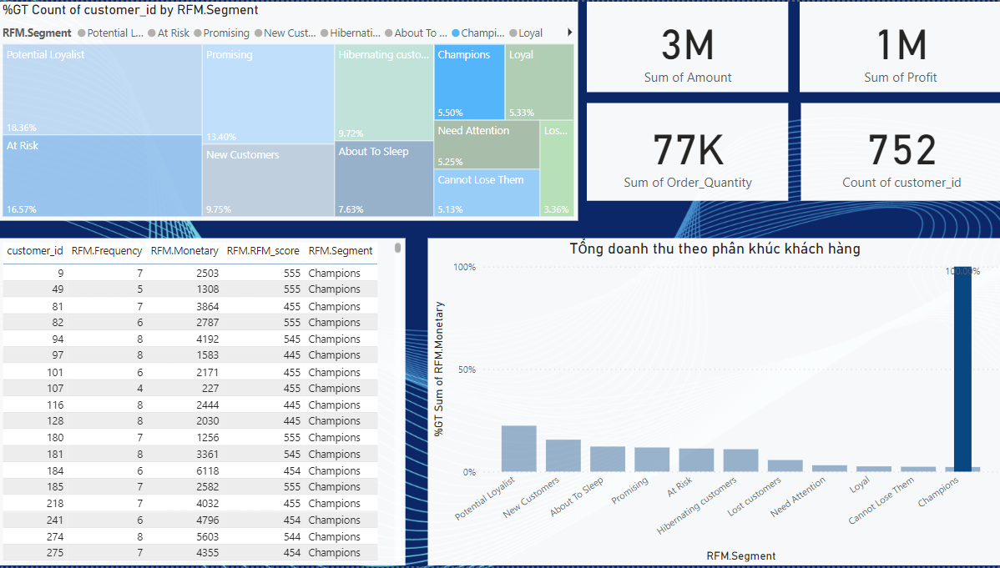 %GT Count of customer_id by RFM.Segment
RFM.Segment Potential L... At Risk Promising New Cust... Hibernati... About To ... Champi... Loyal
Potential Loyalist
18.36%
At Risk
16.57%
Promising
13.40%
New Customers
9.75%
Hibernating custo...
9.72%
About To Sleep
7.63%
Champions
5.50%
Loyal
5.33%
Need Attention
5.25%
Cannot Lose Them
5.13%
Los...
3.36%
3M
Sum of Amount
1M
Sum of Profit
77K
Sum of Order_Quantity
752
Count of customer_id
customer_id RFM.Frequency RFM.Monetary RFM.RFM_score RFM.Segment
9 7 2503 555 Champions
49 5 1308 555 Champions
81 7 3864 455 Champions
82 6 2787 555 Champions
94 8 4192 545 Champions
97 8 1583 445 Champions
101 6 2171 455 Champions
107 4 227 455 Champions
116 8 2444 445 Champions
128 8 2030 445 Champions
180 7 1256 555 Champions
181 8 3361 545 Champions
184 6 6118 454 Champions
185 7 2582 555 Champions
218 7 4032 455 Champions
241 6 4796 454 Champions
274 8 5603 544 Champions
275 7 4355 454 Champions
TỔng doanh thu theo phân khúc khách hàng
%GT Sum of RFM.Monetary
100%
50%
0%
100.00%
Potential Loyalist
New Customers
About To Sleep
Promising
At Risk
Hibernating customers
Lost customers
Need Attention
Loyal
Cannot Lose Them
Champions
RFM.Segment